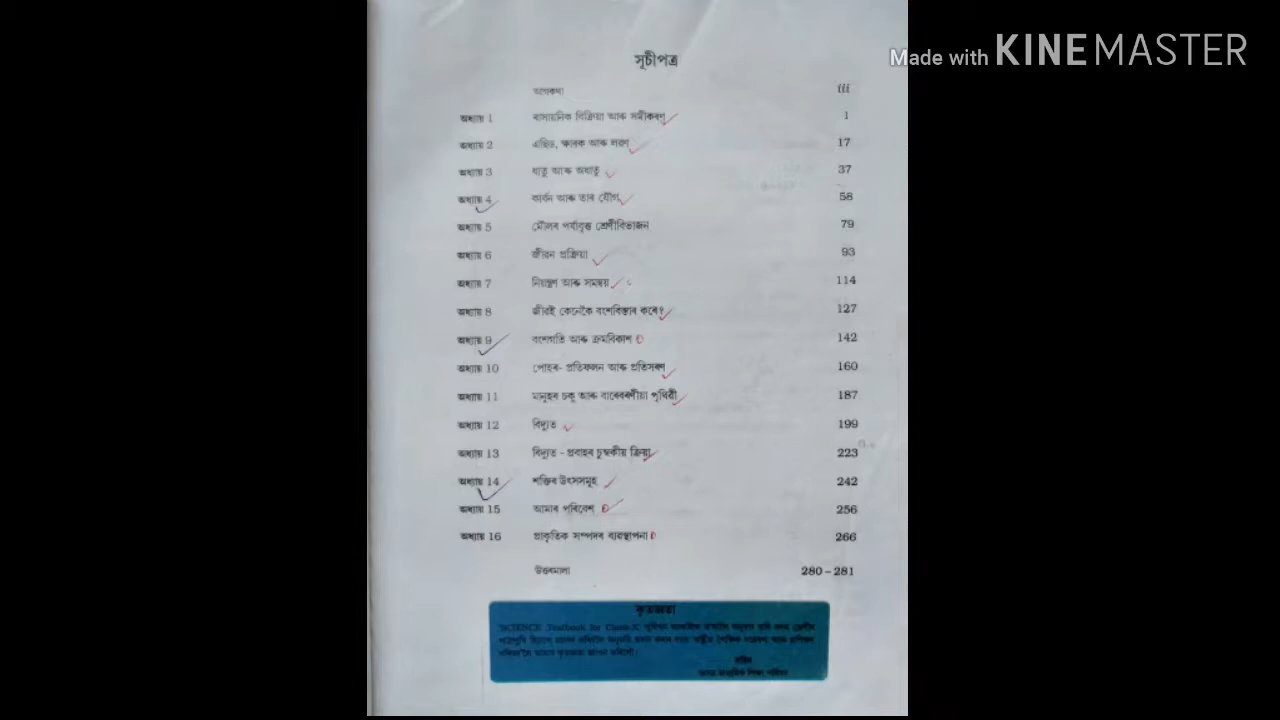 Made with KINEMASTER
সূচীপত্ৰ
আগকথা iii
অধ্যায় 1 ৰাসায়নিক বিক্ৰিয়া আৰু সমীকৰণ 1
অধ্যায় 2 এছিড, ক্ষাৰক আৰু লৱণ 17
অধ্যায় 3 ধাতু আৰু অধাতু 37
অধ্যায় 4 কাৰ্বন আৰু তাৰ যৌগ 58
অধ্যায় 5 মৌলৰ পৰ্যাবৃত্ত শ্ৰেণীবিভাজন 79
অধ্যায় 6 জীৱন প্ৰক্ৰিয়া 93
অধ্যায় 7 নিয়ন্ত্ৰণ আৰু সমন্বয় 114
অধ্যায় 8 জীৱই কেনেকৈ বংশবিস্তাৰ কৰে? 127
অধ্যায় 9 বংশগতি আৰু ক্ৰমবিকাশ 142
অধ্যায় 10 পোহৰ- প্ৰতিফলন আৰু প্ৰতিসৰণ 160
অধ্যায় 11 মানুহৰ চকু আৰু বাৰেবৰণীয়া পৃথিৱী 187
অধ্যায় 12 বিদ্যুত 199
অধ্যায় 13 বিদ্যুত - প্ৰবাহৰ চুম্বকীয় ক্ৰিয়া 223
অধ্যায় 14 শক্তিৰ উৎসসমূহ 242
অধ্যায় 15 আমাৰ পৰিবেশ 256
অধ্যায় 16 প্ৰাকৃতিক সম্পদৰ ব্যৱস্থাপনা 266
উত্তৰমালা 280 – 281
কৃতজ্ঞতা
SCIENCE Textbook for Class-X